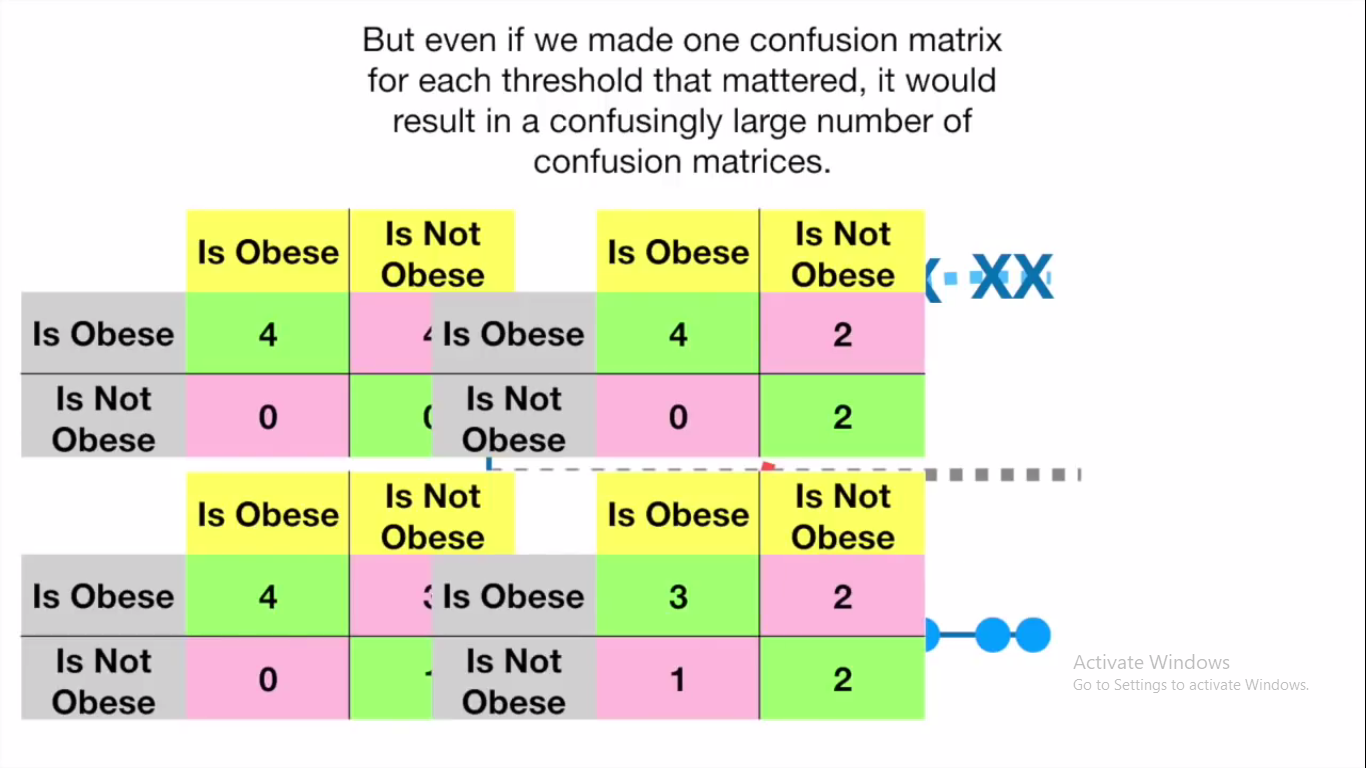 But even if we made one confusion matrix
for each threshold that mattered, it would
result in a confusingly large number of
confusion matrices.
Is Obese
Is Not
Obese
Is Obese
4
Is Not
Obese
0
Is Obese
Is Not
Obese
Is Obese
4
2
Is Not
Obese
0
2
XX
Is Obese
Is Not
Obese
Is Obese
4
Is Not
Obese
0
Is Obese
Is Not
Obese
Is Obese
3
2
Is Not
Obese
1
2
Activate Windows
Go to Settings to activate Windows.